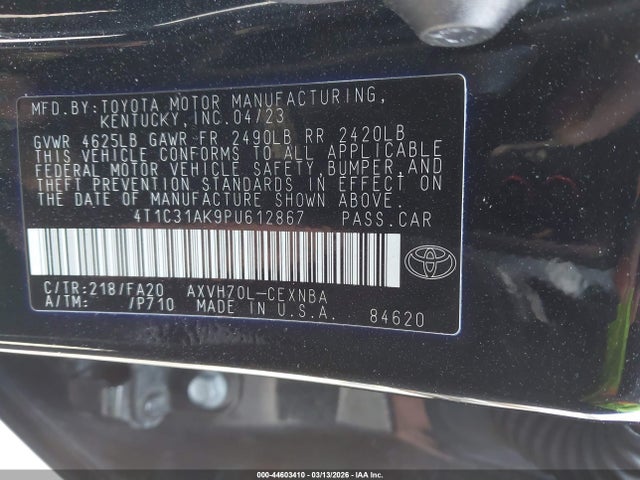 MFD.BY: TOYOTA MOTOR MANUFACTURING,
KENTUCKY, INC. 04/23
GVWR 4625LB GAWR FR 2490LB RR 2420LB
THIS VEHICLE CONFORMS TO ALL APPLICABLE
FEDERAL MOTOR VEHICLE SAFETY, BUMPER, AND
THEFT PREVENTION STANDARDS IN EFFECT ON
THE DATE OF MANUFACTURE SHOWN ABOVE.
4T1C31AK9PU612867 PASS.CAR
C/TR:218/FA20 AXVH70L-CEXNBA
A/TM: /P710 MADE IN U.S.A.
84620
000-44603410 - 03/13/2026 - IAA Inc.